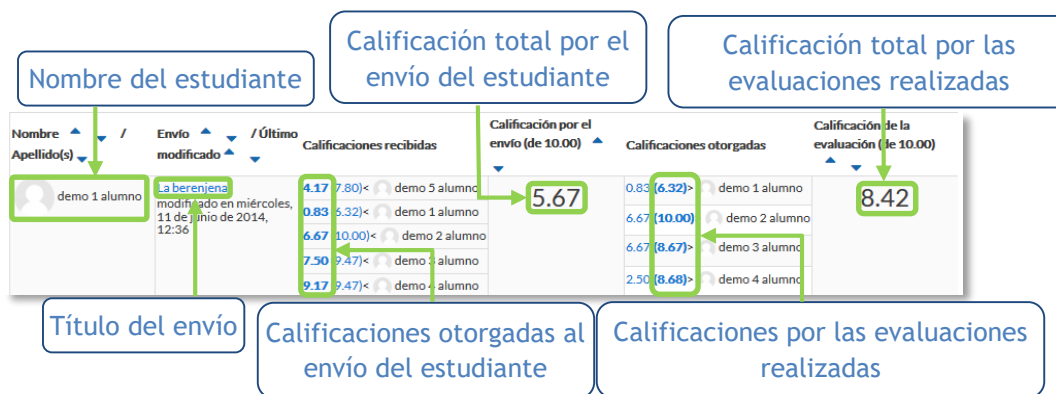 Calificación total por el
envío del estudiante
Calificación total por las
evaluaciones realizadas
Nombre del estudiante
Nombre /
Apellido(s)
Envío / Último
modificado
Calificaciones recibidas
Calificación por el
envío (de 10.00)
Calificaciones otorgadas
Calificación de la
evaluación (de 10.00)
demo 1 alumno
La berenjena
modificado en miércoles,
11 de junio de 2014,
12:36
4.17 (7.80)< demo 5 alumno
0.83 (6.32)< demo 1 alumno
6.67 (10.00)< demo 2 alumno
7.50 (9.47)< demo 3 alumno
9.17 (9.47)< demo 4 alumno
5.67
0.83 (6.32)> demo 1 alumno
6.67 (10.00) demo 2 alumno
6.67 (8.67)> demo 3 alumno
2.50 (8.68)> demo 4 alumno
8.42
Título del envío
Calificaciones otorgadas al
envío del estudiante
Calificaciones por las evaluaciones
realizadas